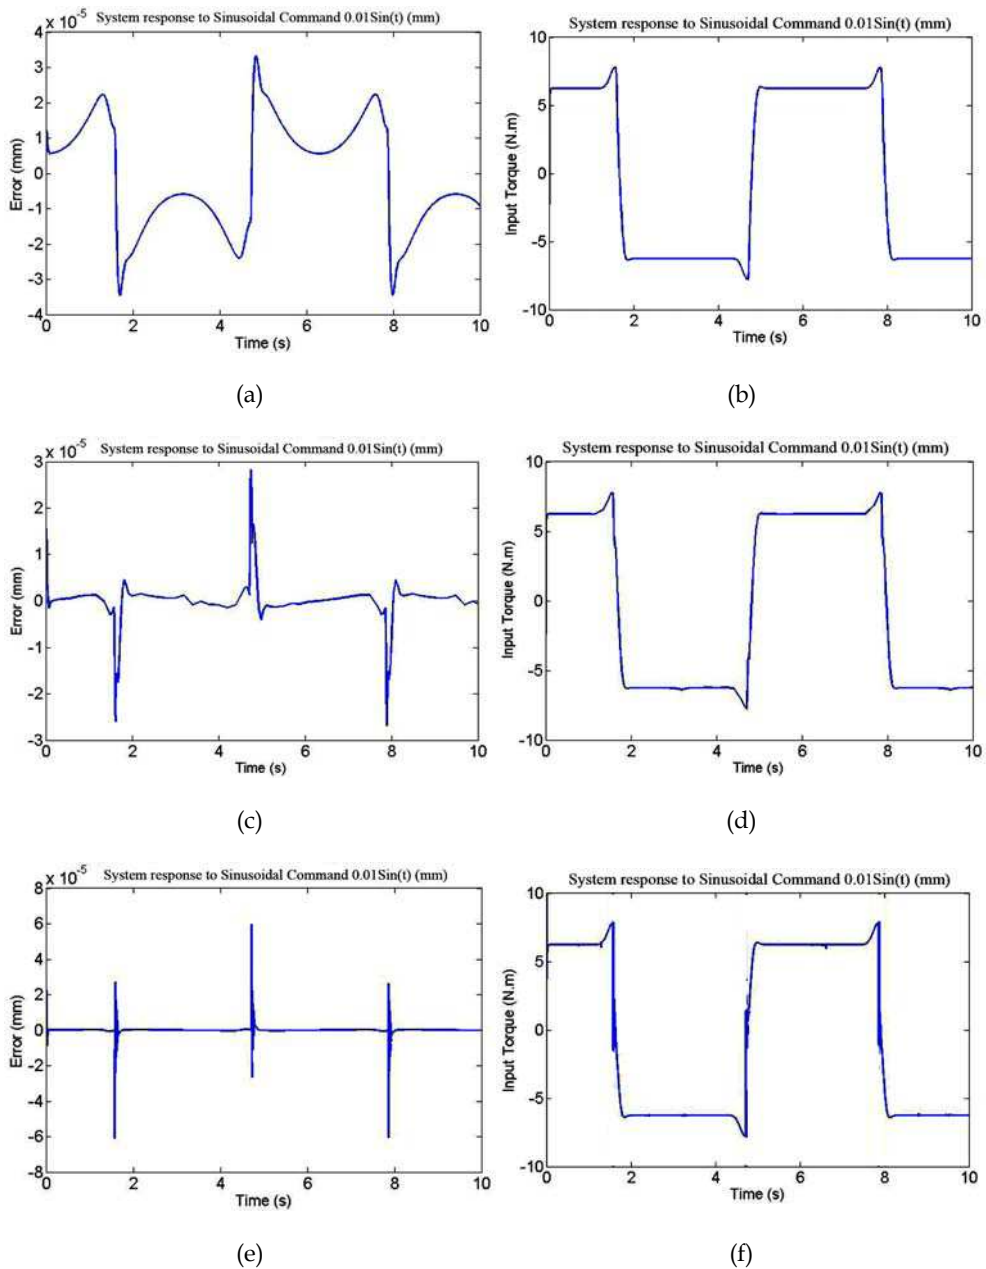 System response to Sinusoidal Command 0.01Sin(t) (mm)
x 10⁻⁵
4
3
2
1
0
-1
-2
-3
-4
Error (mm)
0 2 4 6 8 10
Time (s)
(a)
System response to Sinusoidal Command 0.01Sin(t) (mm)
10
5
0
-5
-10
Input Torque (N.m)
0 2 4 6 8 10
Time (s)
(b)
System response to Sinusoidal Command 0.01Sin(t) (mm)
x 10⁻⁵
3
2
1
0
-1
-2
-3
Error (mm)
0 2 4 6 8 10
Time (s)
(c)
System response to Sinusoidal Command 0.01Sin(t) (mm)
10
5
0
-5
-10
Input Torque (N.m)
0 2 4 6 8 10
Time (s)
(d)
System response to Sinusoidal Command 0.01Sin(t) (mm)
x 10⁻⁵
8
6
4
2
0
-2
-4
-6
-8
Error (mm)
0 2 4 6 8 10
Time (s)
(e)
System response to Sinusoidal Command 0.01Sin(t) (mm)
10
5
0
-5
-10
Input Torque (N.m)
0 2 4 6 8 10
Time (s)
(f)